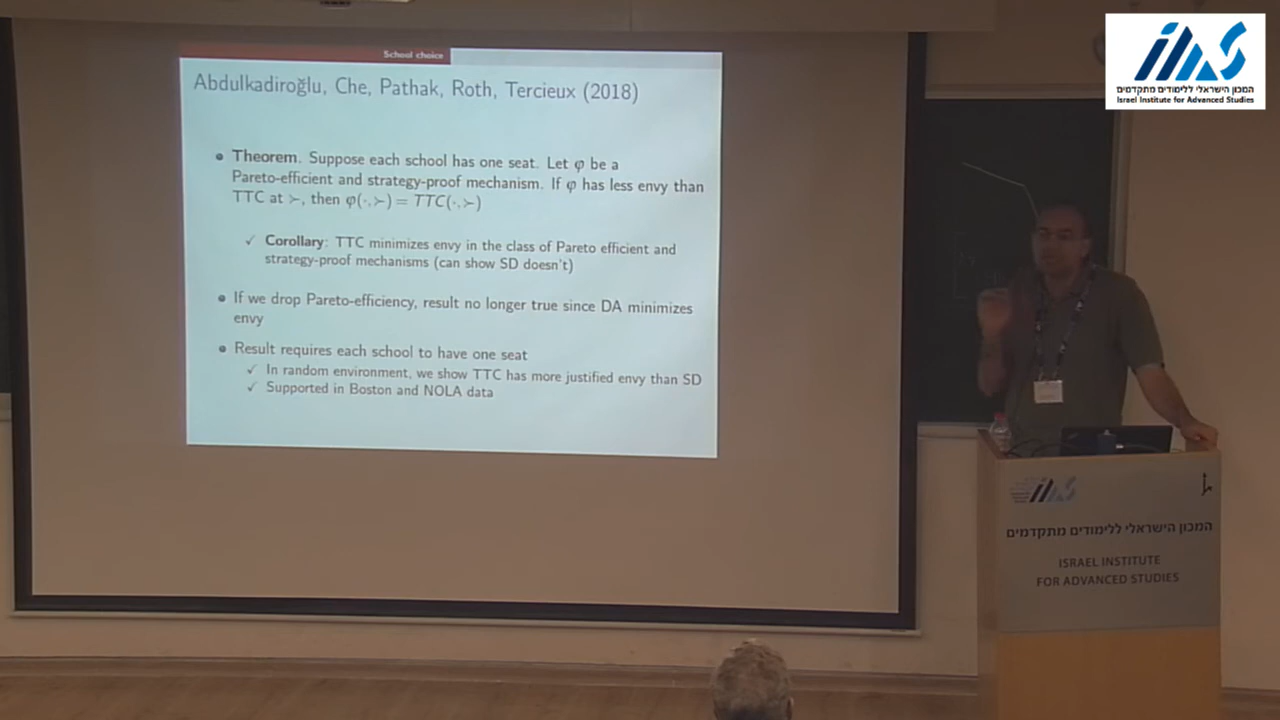 School choice
Abdulkadiroğlu, Che, Pathak, Roth, Tercieux (2018)
• Theorem. Suppose each school has one seat. Let φ be a
Pareto-efficient and strategy-proof mechanism. If φ has less envy than
TTC at ≻, then φ(·,≻) = TTC(·,≻)
✓ Corollary: TTC minimizes envy in the class of Pareto efficient and
strategy-proof mechanisms (can show SD doesn't)
• If we drop Pareto-efficiency, result no longer true since DA minimizes
envy
• Result requires each school to have one seat
✓ In random environment, we show TTC has more justified envy than SD
✓ Supported in Boston and NOLA data
המכון הישראלי ללימודים מתקדמים
Israel Institute for Advanced Studies
המכון הישראלי ללימודים מתקדמים
ISRAEL INSTITUTE
FOR ADVANCED STUDIES